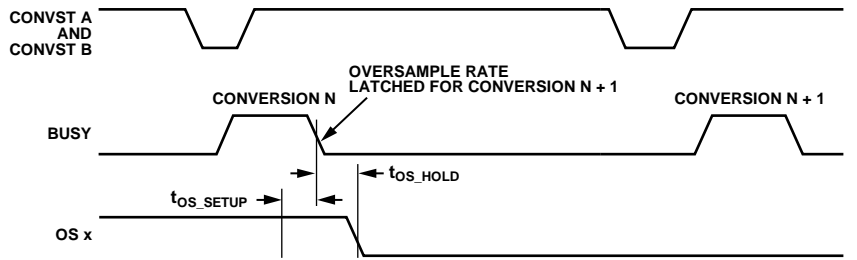 CONVST A
AND
CONVST B
OVERSAMPLE RATE
LATCHED FOR CONVERSION N + 1
CONVERSION N
CONVERSION N + 1
BUSY
tOS_HOLD
tOS_SETUP
OS x